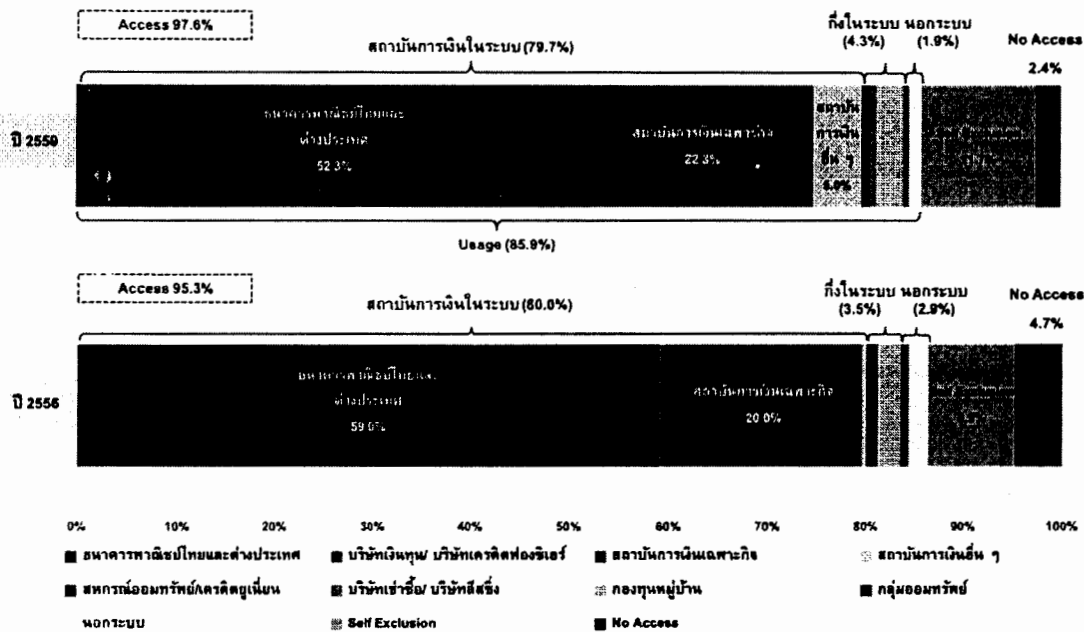 Access 97.6%
สถาบันการเงินในระบบ (79.7%)
กึ่งในระบบ นอกระบบ
(4.3%) (1.9%)
No Access
2.4%
ธนาคารพาณิชย์ไทยและ
ต่างประเทศ
52.3%
สถาบันการเงินเฉพาะกิจ
22.3%
สถาบัน
การเงิน
อื่น ๆ
ปี 2559
Usage (85.9%)
Access 95.3%
สถาบันการเงินในระบบ (80.0%)
กึ่งในระบบ นอกระบบ
(3.5%) (2.9%)
No Access
4.7%
ธนาคารพาณิชย์ไทยและ
ต่างประเทศ
สถาบันการเงินเฉพาะกิจ
20.0%
ปี 2556
0% 10% 20% 30% 40% 50% 60% 70% 80% 90% 100%
ธนาคารพาณิชย์ไทยและต่างประเทศ บริษัทเงินทุน/ บริษัทเครดิตฟองซิเอร์ สถาบันการเงินเฉพาะกิจ สถาบันการเงินอื่น ๆ
สหกรณ์ออมทรัพย์/เครดิตยูเนี่ยน บริษัทเช่าซื้อ/ บริษัทลีสซิ่ง กองทุนหมู่บ้าน กลุ่มออมทรัพย์
นอกระบบ Self Exclusion No Access